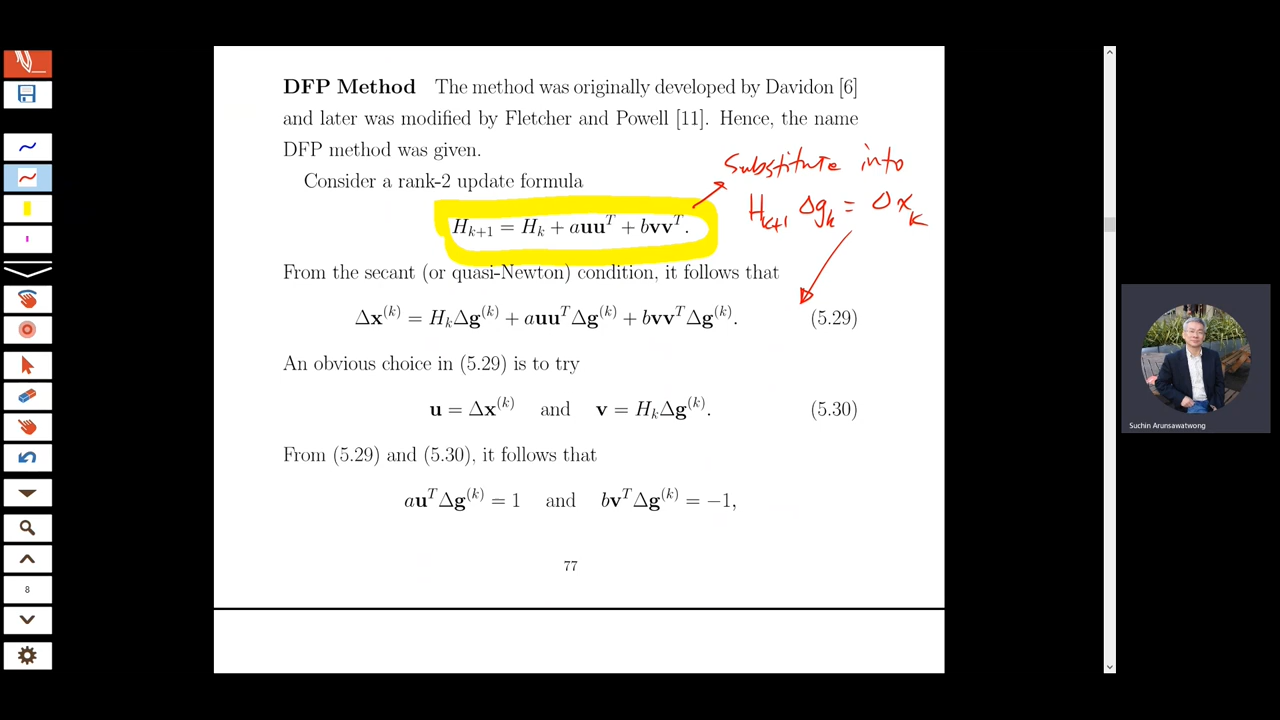 DFP Method The method was originally developed by Davidon [6]
and later was modified by Fletcher and Powell [11]. Hence, the name
DFP method was given.
Substitute into
Consider a rank-2 update formula
H_{k+1} Δg_k = Δx_k
H_{k+1} = H_k + auu^T + bvv^T.
From the secant (or quasi-Newton) condition, it follows that
Δx^{(k)} = H_kΔg^{(k)} + auu^TΔg^{(k)} + bvv^TΔg^{(k)}. (5.29)
An obvious choice in (5.29) is to try
u = Δx^{(k)} and v = H_kΔg^{(k)}. (5.30)
Suchin Arunsawatwong
From (5.29) and (5.30), it follows that
au^TΔg^{(k)} = 1 and bv^TΔg^{(k)} = −1,
77
8